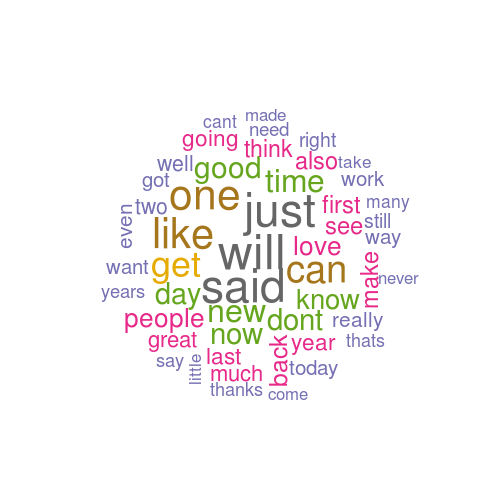 made
cant
need
going
think
right
well
good
also
take
got
one
time
work
even
two
just
first
many
like
see
still
way
will
love
want
get
can
make
never
years
day
said
know
people
new
dont
really
great
now
back
year
thats
say
last
little
much
today
thanks
come